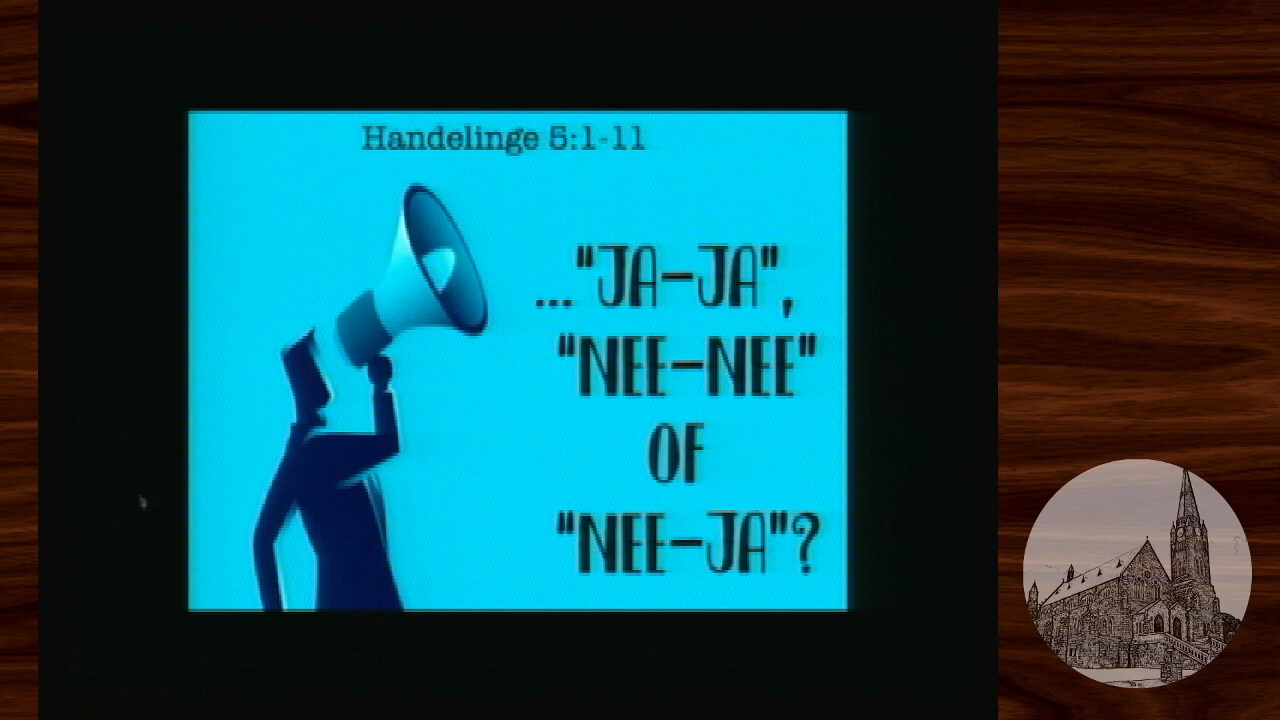 Handelinge 5:1-11
..."JA-JA",
"NEE-NEE"
OF
"NEE-JA"?